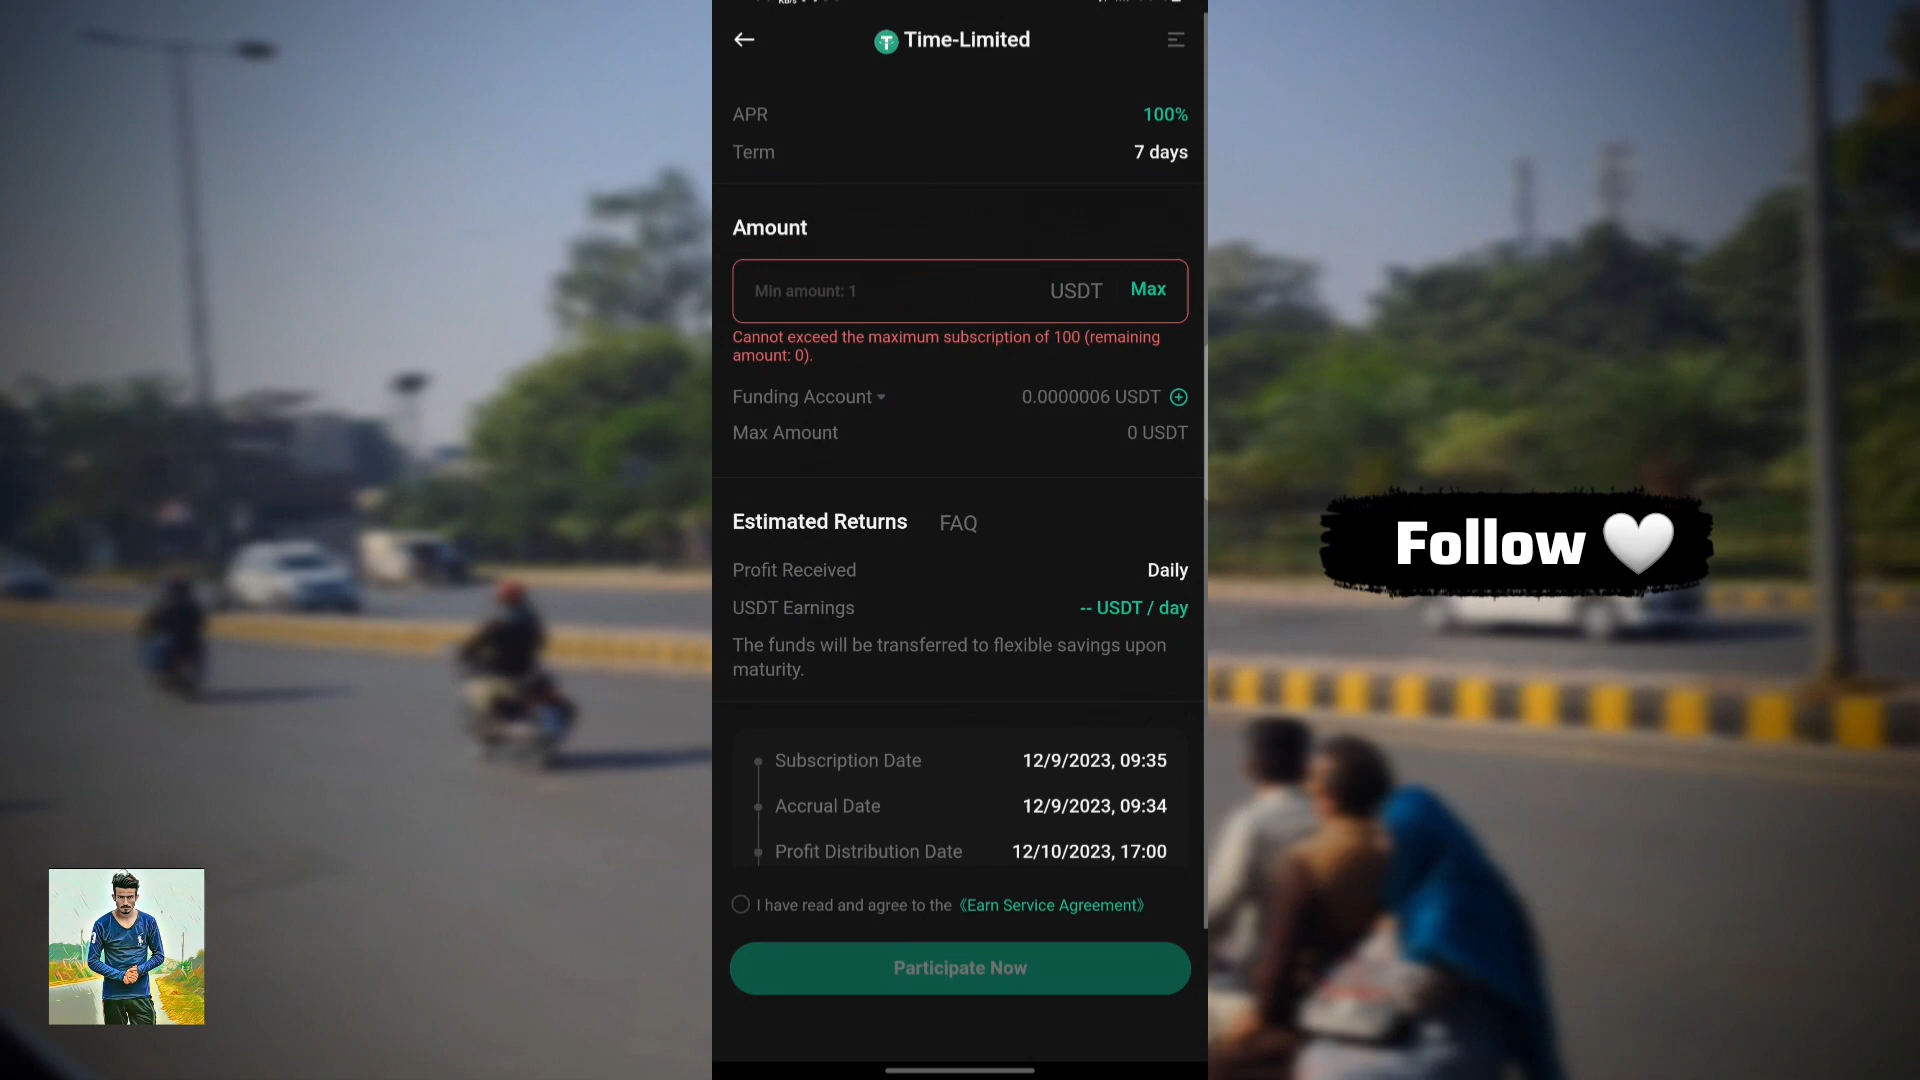 Time-Limited
APR 100%
Term 7 days
Amount
Min amount: 1 USDT Max
Cannot exceed the maximum subscription of 100 (remaining
amount: 0).
Funding Account 0.0000006 USDT
Max Amount 0 USDT
Estimated Returns FAQ
Profit Received Daily
USDT Earnings -- USDT / day
The funds will be transferred to flexible savings upon
maturity.
Subscription Date 12/9/2023, 09:35
Accrual Date 12/9/2023, 09:34
Profit Distribution Date 12/10/2023, 17:00
I have read and agree to the 《Earn Service Agreement》
Participate Now
Follow 🤍